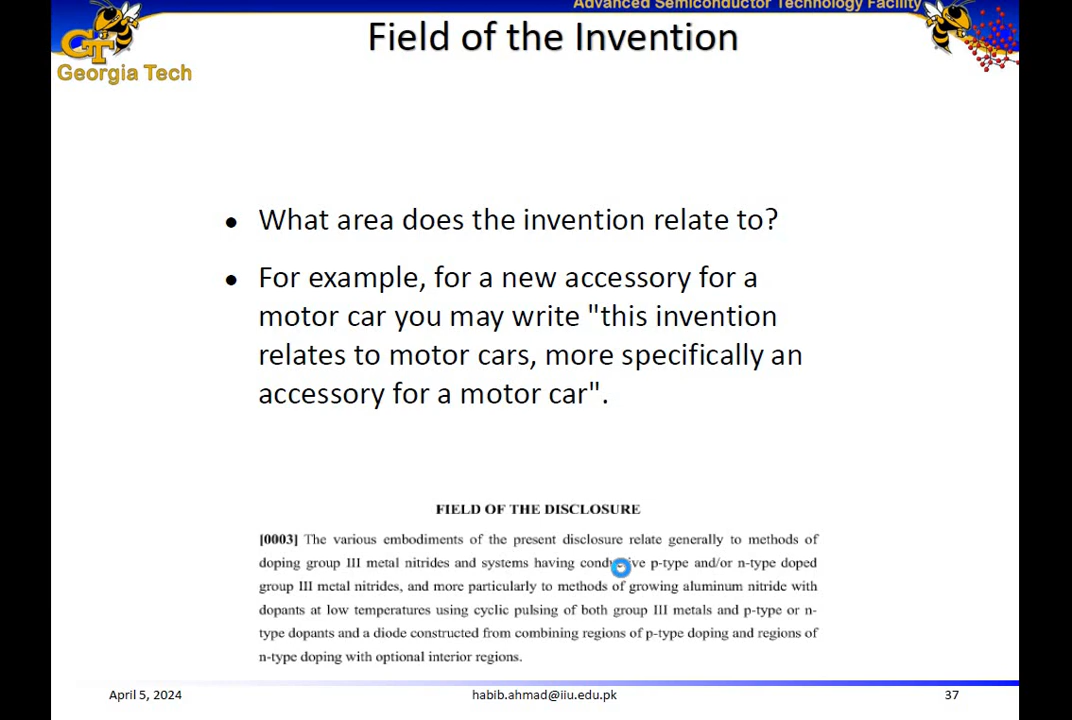 Advanced Semiconductor Technology Facility
Field of the Invention
GT
Georgia Tech
• What area does the invention relate to?
• For example, for a new accessory for a
motor car you may write "this invention
relates to motor cars, more specifically an
accessory for a motor car".
FIELD OF THE DISCLOSURE
[0003] The various embodiments of the present disclosure relate generally to methods of
doping group III metal nitrides and systems having p-type and/or n-type doped
group III metal nitrides, and more particularly to methods of growing aluminum nitride with
dopants at low temperatures using cyclic pulsing of both group III metals and p-type or n-
type dopants and a diode constructed from combining regions of p-type doping and regions of
n-type doping with optional interior regions.
April 5, 2024
habib.ahmad@iiu.edu.pk
37